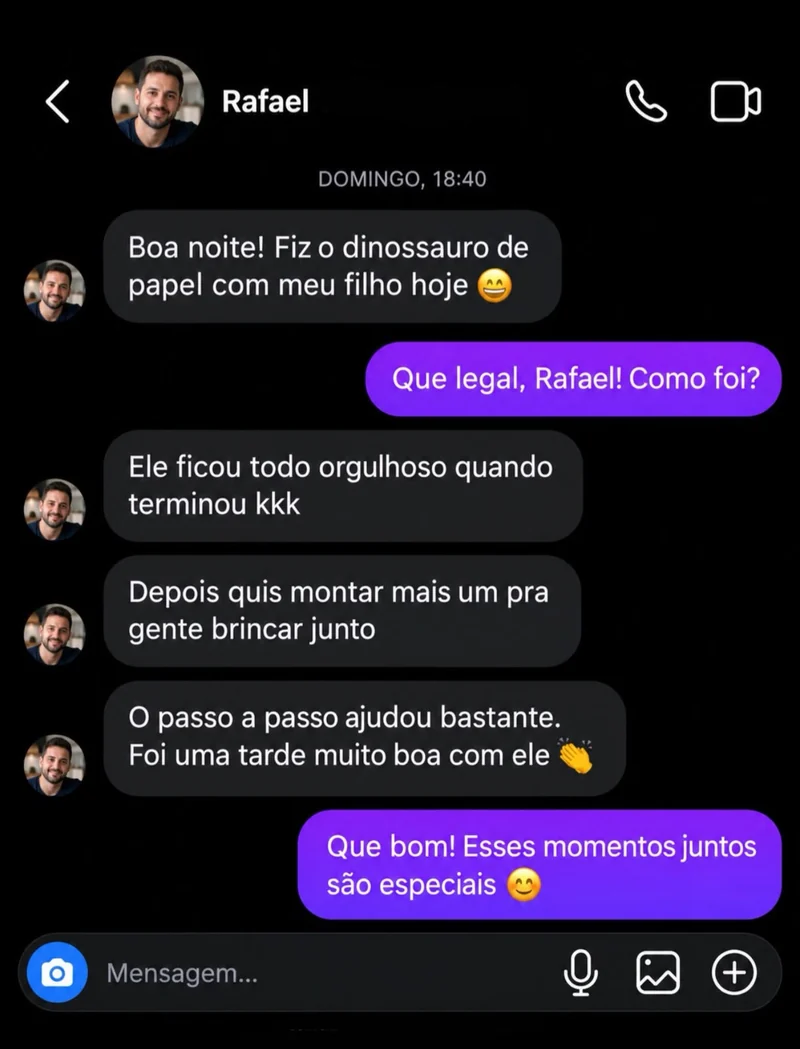 Rafael
DOMINGO, 18:40
Boa noite! Fiz o dinossauro de
papel com meu filho hoje 😄
Que legal, Rafael! Como foi?
Ele ficou todo orgulhoso quando
terminou kkk
Depois quis montar mais um pra
gente brincar junto
O passo a passo ajudou bastante.
Foi uma tarde muito boa com ele 👏
Que bom! Esses momentos juntos
são especiais 😊
Mensagem...